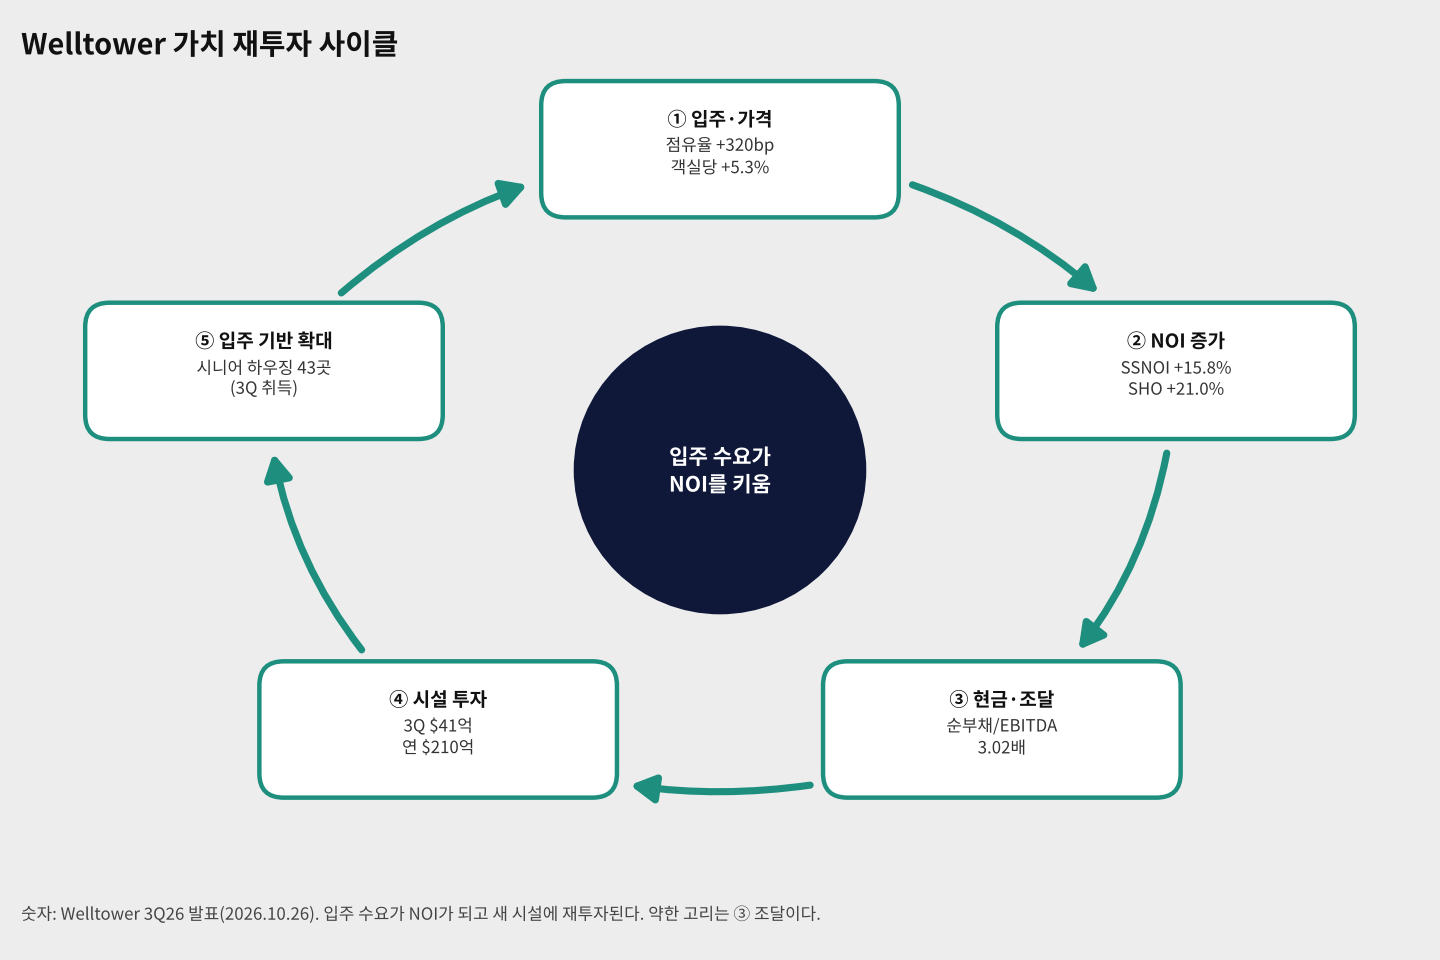 Welltower 가치 재투자 사이클
① 입주·가격
점유율 +320bp
객실당 +5.3%
② NOI 증가
SSNOI +15.8%
SHO +21.0%
③ 현금·조달
순부채/EBITDA
3.02배
④ 시설 투자
3Q $41억
연 $210억
⑤ 입주 기반 확대
시니어 하우징 43곳
(3Q 취득)
입주 수요가
NOI를 키움
숫자: Welltower 3Q26 발표(2026.10.26). 입주 수요가 NOI가 되고 새 시설에 재투자된다. 약한 고리는 ③ 조달이다.